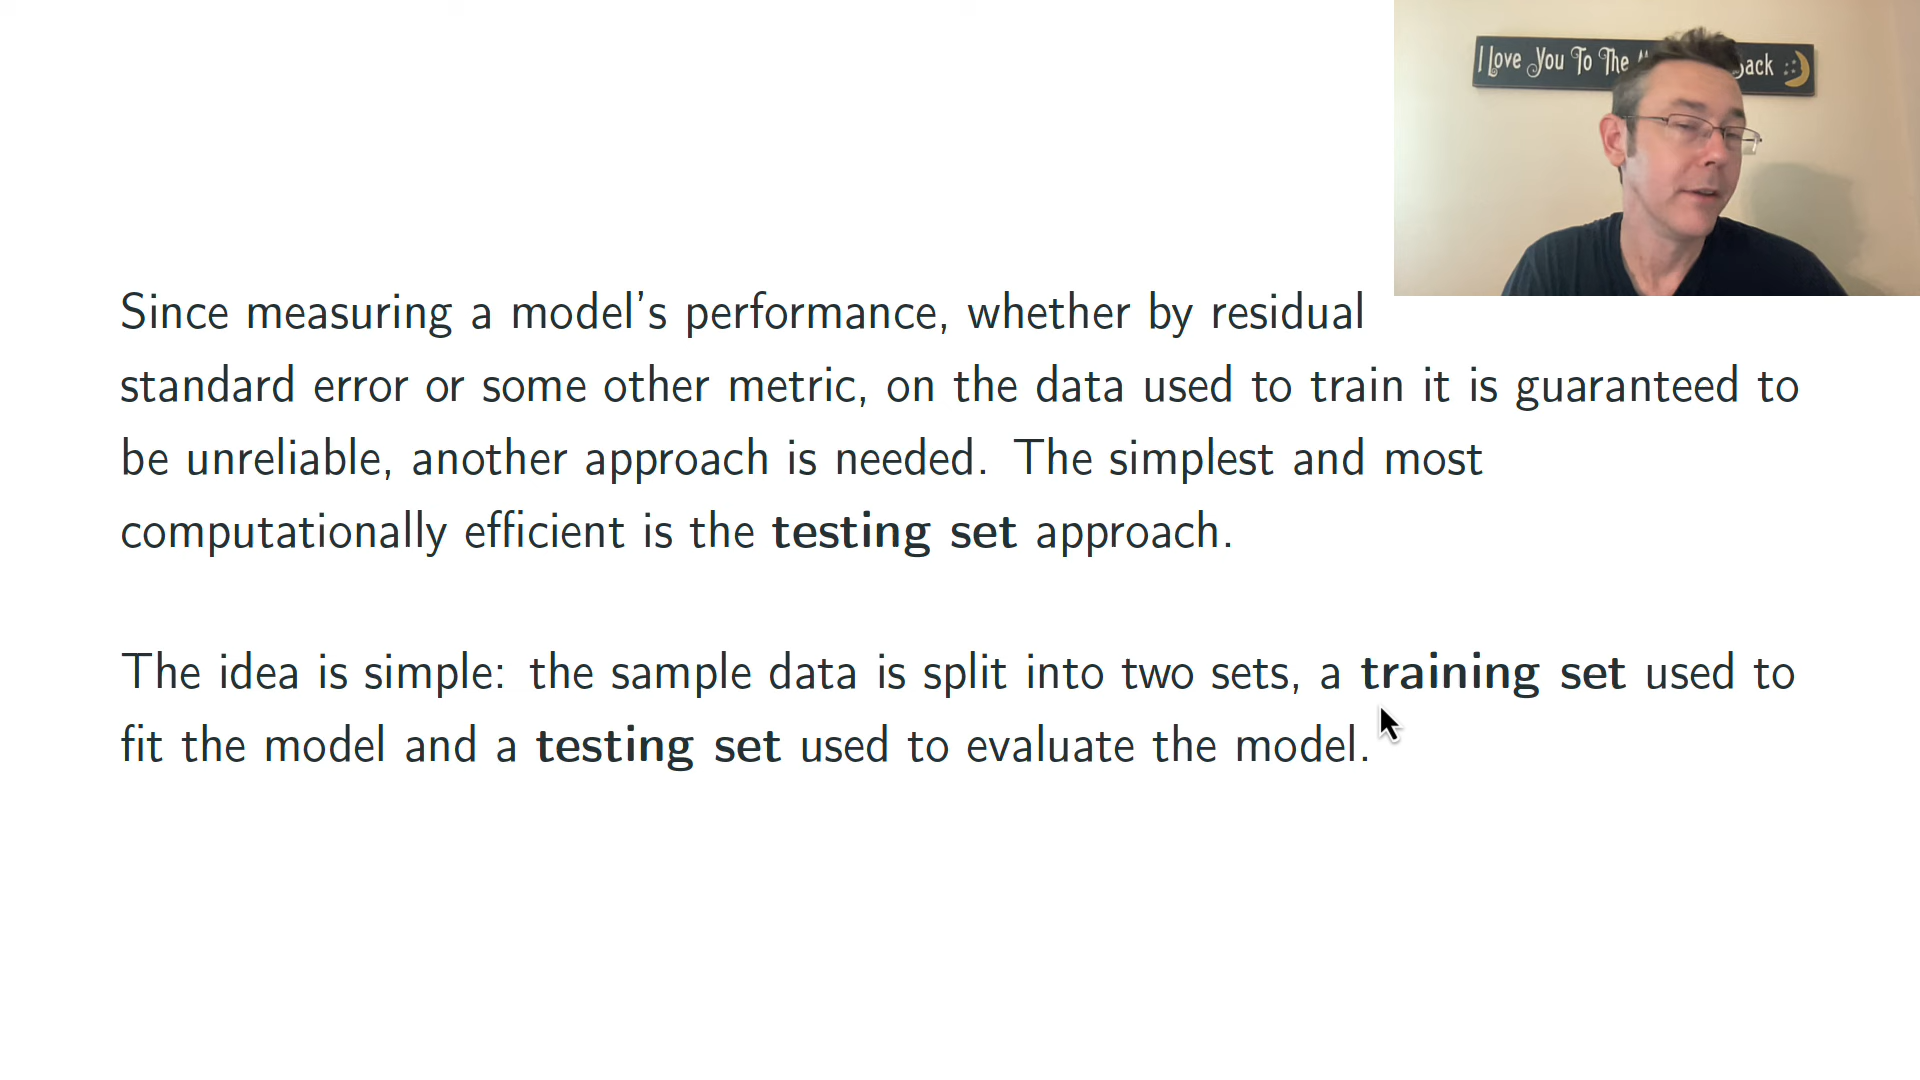 I Love You To The
Back
Since measuring a model's performance, whether by residual
standard error or some other metric, on the data used to train it is guaranteed to
be unreliable, another approach is needed. The simplest and most
computationally efficient is the testing set approach.
The idea is simple: the sample data is split into two sets, a training set used to
fit the model and a testing set used to evaluate the model.